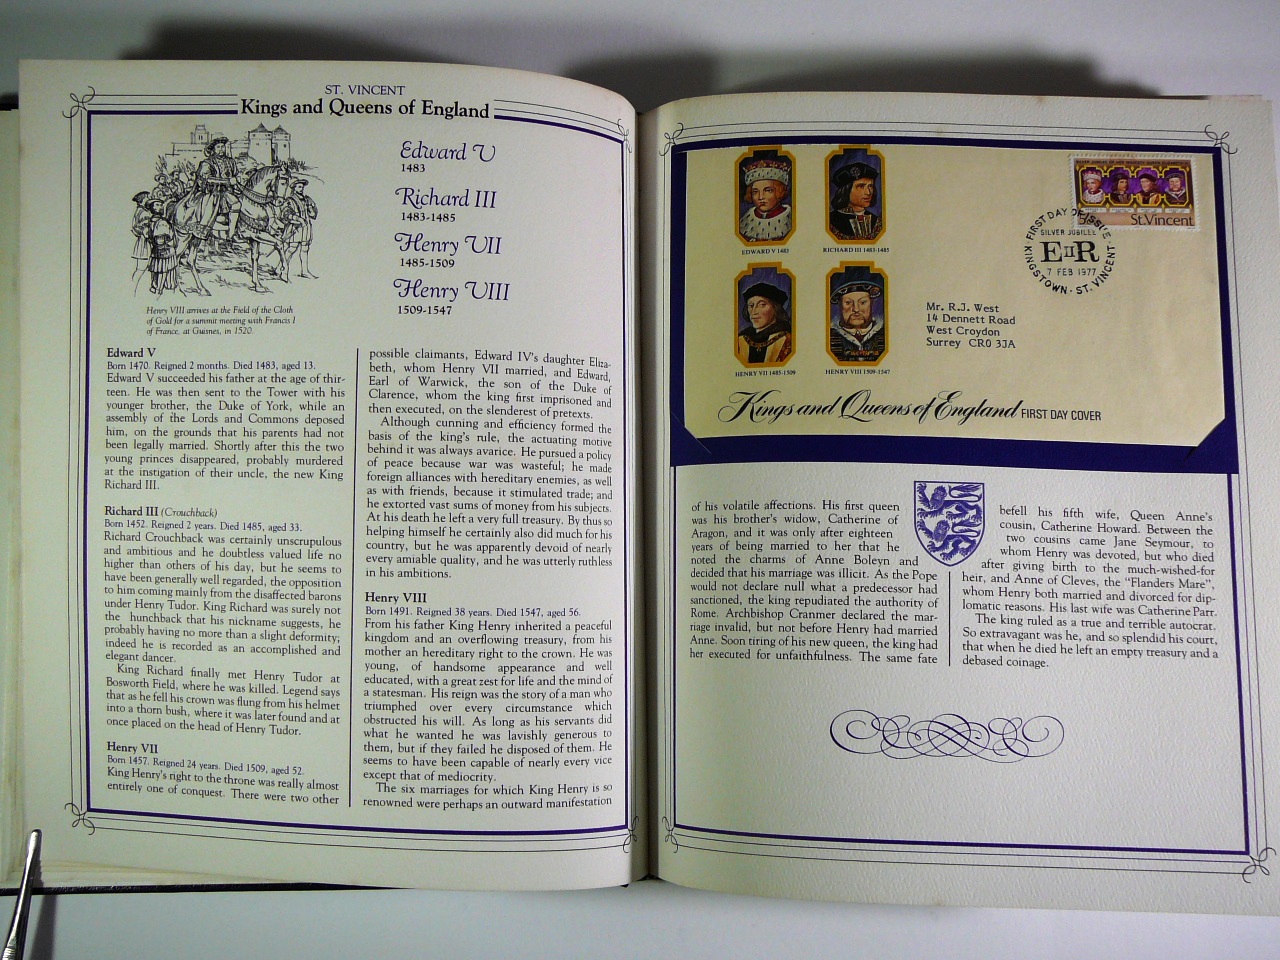 ST. VINCENT
Kings and Queens of England
Henry VIII arrives at the Field of the Cloth
of Gold for a summit meeting with Francis I
of France, at Guisnes, in 1520.
Edward V
1483
Richard III
1483-1485
Henry VII
1485-1509
Henry VIII
1509-1547
Edward V
Born 1470. Reigned 2 months. Died 1483, aged 13.
Edward V succeeded his father at the age of thir-
teen. He was then sent to the Tower with his
younger brother, the Duke of York, while an
assembly of the Lords and Commons deposed
him, on the grounds that his parents had not
been legally married. Shortly after this the two
young princes disappeared, probably murdered
at the instigation of their uncle, the new King
Richard III.
Richard III (Crouchback)
Born 1452. Reigned 2 years. Died 1485, aged 33.
Richard Crouchback was certainly unscrupulous
and ambitious and he doubtless valued life no
higher than others of his day, but he seems to
have been generally well regarded, the opposition
to him coming mainly from the disaffected barons
under Henry Tudor. King Richard was surely not
the hunchback that his nickname suggests, he
probably having no more than a slight deformity;
indeed he is recorded as an accomplished and
elegant dancer.
King Richard finally met Henry Tudor at
Bosworth Field, where he was killed. Legend says
that as he fell his crown was flung from his helmet
into a thorn bush, where it was later found and at
once placed on the head of Henry Tudor.
Henry VII
Born 1457. Reigned 24 years. Died 1509, aged 52.
King Henry's right to the throne was really almost
entirely one of conquest. There were two other
possible claimants, Edward IV's daughter Eliza-
beth, whom Henry VII married, and Edward,
Earl of Warwick, the son of the Duke of
Clarence, whom the king first imprisoned and
then executed, on the slenderest of pretexts.
Although cunning and efficiency formed the
basis of the king's rule, the actuating motive
behind it was always avarice. He pursued a policy
of peace because war was wasteful; he made
foreign alliances with hereditary enemies, as well
as with friends, because it stimulated trade; and
he extorted vast sums of money from his subjects.
At his death he left a very full treasury. By thus so
helping himself he certainly also did much for his
country, but he was apparently devoid of nearly
every amiable quality, and he was utterly ruthless
in his ambitions.
Henry VIII
Born 1491. Reigned 38 years. Died 1547, aged 56.
From his father King Henry inherited a peaceful
kingdom and an overflowing treasury, from his
mother an hereditary right to the crown. He was
young, of handsome appearance and well
educated, with a great zest for life and the mind of
a statesman. His reign was the story of a man who
triumphed over every circumstance which
obstructed his will. As long as his servants did
what he wanted he was lavishly generous to
them, but if they failed he disposed of them. He
seems to have been capable of nearly every vice
except that of mediocrity.
The six marriages for which King Henry is so
renowned were perhaps an outward manifestation
EDWARD V 1483
RICHARD III 1483-1485
HENRY VII 1485-1509
HENRY VIII 1509-1547
St.Vincent
FIRST DAY OF ISSUE
SILVER JUBILEE
EIIR
7 FEB 1977
KINGSTOWN · ST. VINCENT
Mr. R.J. West
14 Dennett Road
West Croydon
Surrey CR0 3JA
Kings and Queens of England FIRST DAY COVER
of his volatile affections. His first queen
was his brother's widow, Catherine of
Aragon, and it was only after eighteen
years of being married to her that he
noted the charms of Anne Boleyn and
decided that his marriage was illicit. As the Pope
would not declare null what a predecessor had
sanctioned, the king repudiated the authority of
Rome. Archbishop Cranmer declared the mar-
riage invalid, but not before Henry had married
Anne. Soon tiring of his new queen, the king had
her executed for unfaithfulness. The same fate
befell his fifth wife, Queen Anne's
cousin, Catherine Howard. Between the
two cousins came Jane Seymour, to
whom Henry was devoted, but who died
after giving birth to the much-wished-for
heir, and Anne of Cleves, the "Flanders Mare",
whom Henry both married and divorced for dip-
lomatic reasons. His last wife was Catherine Parr.
The king ruled as a true and terrible autocrat.
So extravagant was he, and so splendid his court,
that when he died he left an empty treasury and a
debased coinage.